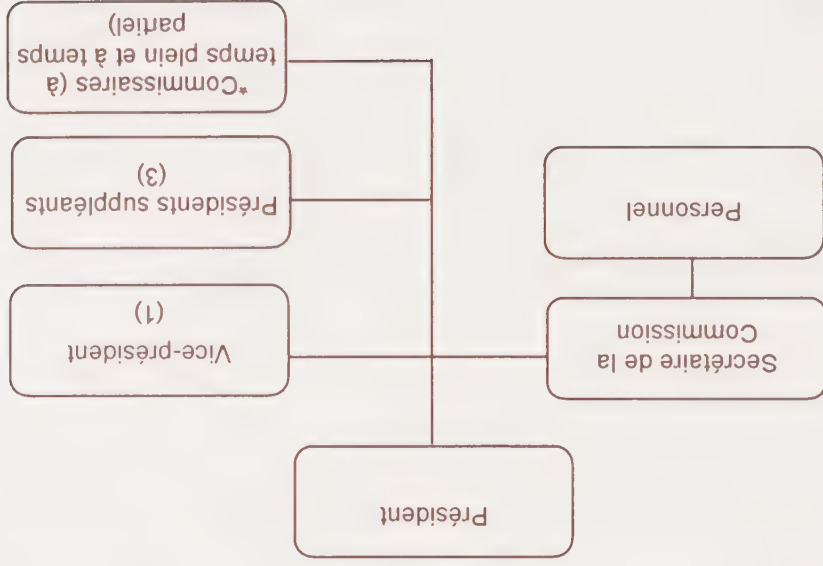 Président
Secrétaire de la
Commission
Vice-président
(1)
Personnel
Présidents suppléants
(3)
*Commissaires (à
temps plein et à temps
partiel)